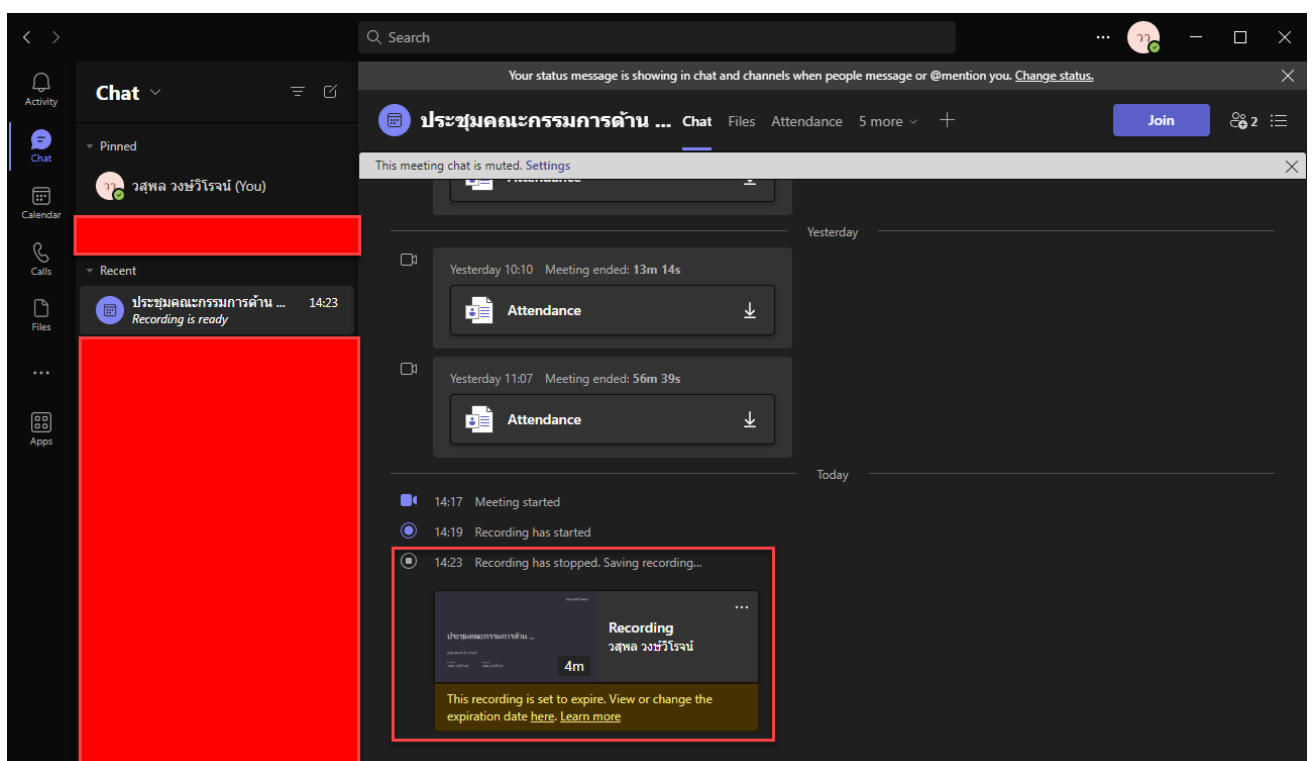 Search
วว
Your status message is showing in chat and channels when people message or @mention you. Change status.
Activity
Chat
Calendar
Calls
Files
Apps
Chat
Pinned
วว
วสุพล วงษ์วิโรจน์ (You)
Recent
ประชุมคณะกรรมการด้าน ... 14:23
Recording is ready
ประชุมคณะกรรมการด้าน ... Chat Files Attendance 5 more
Join
2
This meeting chat is muted. Settings
Attendance
Yesterday
Yesterday 10:10 Meeting ended: 13m 14s
Attendance
Yesterday 11:07 Meeting ended: 56m 39s
Attendance
Today
14:17 Meeting started
14:19 Recording has started
14:23 Recording has stopped. Saving recording...
ประชุมคณะกรรมการด้าน ...
4m
Recording
วสุพล วงษ์วิโรจน์
This recording is set to expire. View or change the
expiration date here. Learn more